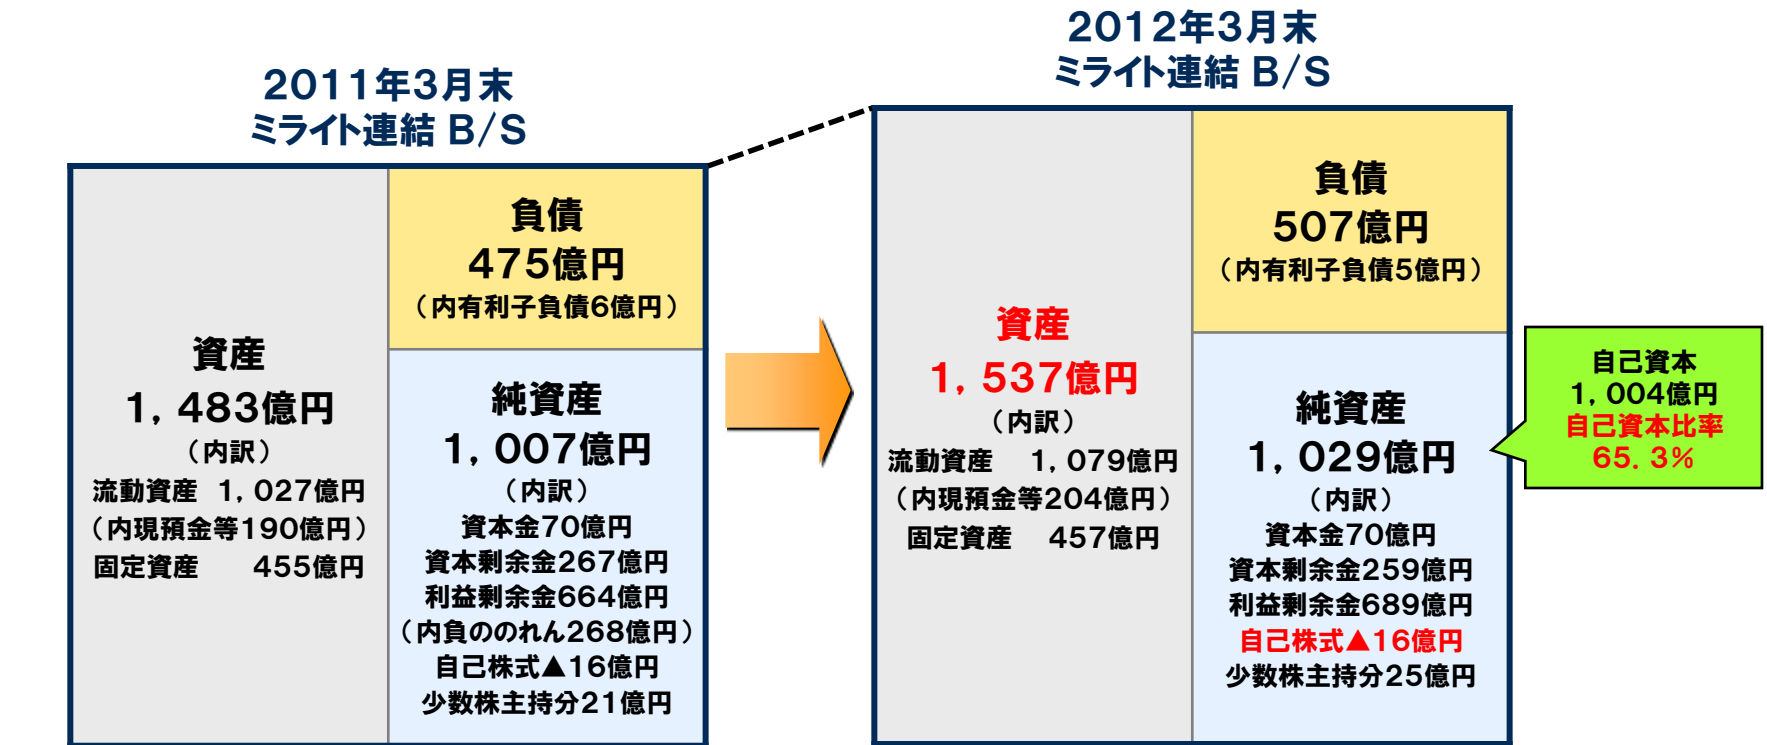 2011年3月末
ミライト連結 B/S
資産
1,483億円
（内訳）
流動資産 1,027億円
（内現預金等190億円）
固定資産 455億円
負債
475億円
（内有利子負債6億円）
純資産
1,007億円
（内訳）
資本金70億円
資本剰余金267億円
利益剰余金664億円
（内負ののれん268億円）
自己株式▲16億円
少数株主持分21億円
2012年3月末
ミライト連結 B/S
資産
1,537億円
（内訳）
流動資産 1,079億円
（内現預金等204億円）
固定資産 457億円
負債
507億円
（内有利子負債5億円）
純資産
1,029億円
（内訳）
資本金70億円
資本剰余金259億円
利益剰余金689億円
自己株式▲16億円
少数株主持分25億円
自己資本
1,004億円
自己資本比率
65.3%